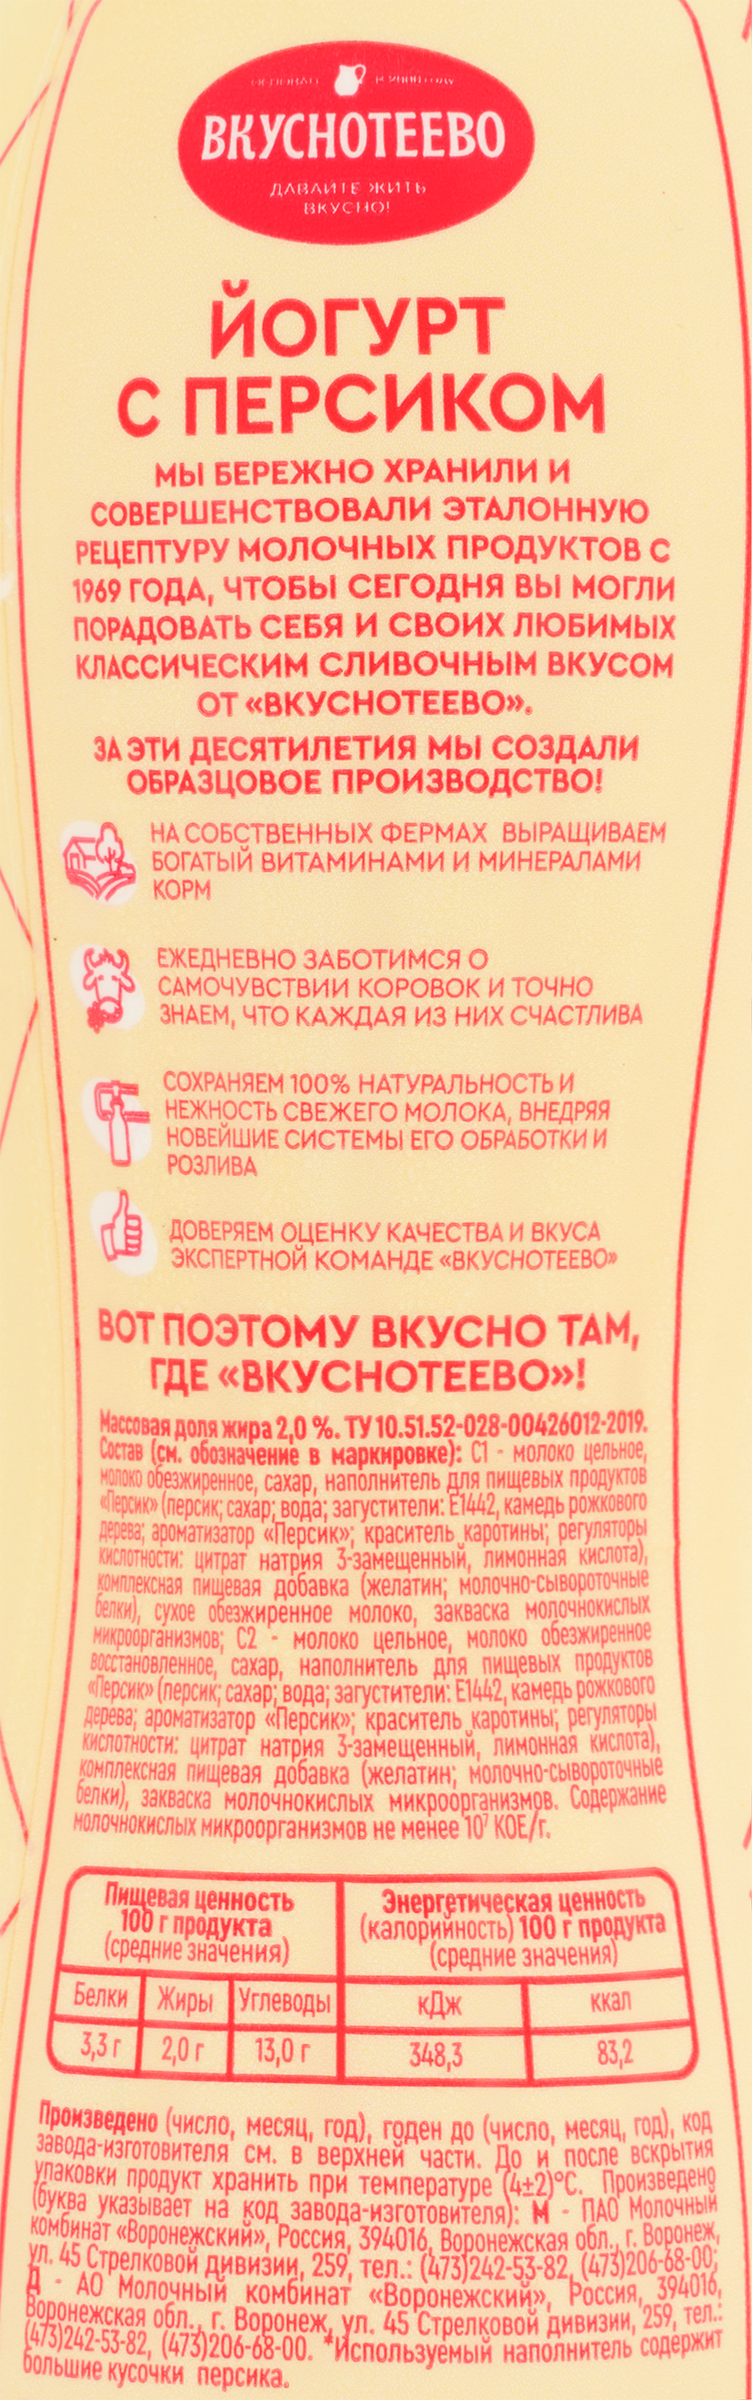 ВКУСНОТЕЕВО
ДАВАЙТЕ ЖИТЬ
ВКУСНО!
ЙОГУРТ
С ПЕРСИКОМ
МЫ БЕРЕЖНО ХРАНИЛИ И
СОВЕРШЕНСТВОВАЛИ ЭТАЛОННУЮ
РЕЦЕПТУРУ МОЛОЧНЫХ ПРОДУКТОВ С
1969 ГОДА, ЧТОБЫ СЕГОДНЯ ВЫ МОГЛИ
ПОРАДОВАТЬ СЕБЯ И СВОИХ ЛЮБИМЫХ
КЛАССИЧЕСКИМ СЛИВОЧНЫМ ВКУСОМ
ОТ «ВКУСНОТЕЕВО».
ЗА ЭТИ ДЕСЯТИЛЕТИЯ МЫ СОЗДАЛИ
ОБРАЗЦОВОЕ ПРОИЗВОДСТВО!
НА СОБСТВЕННЫХ ФЕРМАХ ВЫРАЩИВАЕМ
БОГАТЫЙ ВИТАМИНАМИ И МИНЕРАЛАМИ
КОРМ
ЕЖЕДНЕВНО ЗАБОТИМСЯ О
САМОЧУВСТВИИ КОРОВОК И ТОЧНО
ЗНАЕМ, ЧТО КАЖДАЯ ИЗ НИХ СЧАСТЛИВА
СОХРАНЯЕМ 100% НАТУРАЛЬНОСТЬ И
НЕЖНОСТЬ СВЕЖЕГО МОЛОКА, ВНЕДРЯЯ
НОВЕЙШИЕ СИСТЕМЫ ЕГО ОБРАБОТКИ И
РОЗЛИВА
ДОВЕРЯЕМ ОЦЕНКУ КАЧЕСТВА И ВКУСА
ЭКСПЕРТНОЙ КОМАНДЕ «ВКУСНОТЕЕВО»
ВОТ ПОЭТОМУ ВКУСНО ТАМ,
ГДЕ «ВКУСНОТЕЕВО»!
Массовая доля жира 2,0 %. ТУ 10.51.52-028-00426012-2019.
Состав (см. обозначение в маркировке): С1 - молоко цельное,
молоко обезжиренное, сахар, наполнитель для пищевых продуктов
«Персик» (персик; сахар; вода; загустители: Е1442, камедь рожкового
дерева; ароматизатор «Персик»; краситель каротины; регуляторы
кислотности: цитрат натрия 3-замещенный, лимонная кислота),
комплексная пищевая добавка (желатин; молочно-сывороточные
белки), сухое обезжиренное молоко, закваска молочнокислых
микроорганизмов; С2 - молоко цельное, молоко обезжиренное
восстановленное, сахар, наполнитель для пищевых продуктов
«Персик» (персик; сахар; вода; загустители: Е1442, камедь рожкового
дерева; ароматизатор «Персик»; краситель каротины; регуляторы
кислотности: цитрат натрия 3-замещенный, лимонная кислота),
комплексная пищевая добавка (желатин; молочно-сывороточные
белки), закваска молочнокислых микроорганизмов. Содержание
молочнокислых микроорганизмов не менее 10⁷ КОЕ/г.
Пищевая ценность
100 г продукта
(средние значения)
Энергетическая ценность
(калорийность) 100 г продукта
(средние значения)
Белки Жиры Углеводы кДж ккал
3,3 г 2,0 г 13,0 г 348,3 83,2
Произведено (число, месяц, год), годен до (число, месяц, год), код
завода-изготовителя см. в верхней части. До и после вскрытия
упаковки продукт хранить при температуре (4±2)°С. Произведено
(буква указывает на код завода-изготовителя): М - ПАО Молочный
комбинат «Воронежский», Россия, 394016, Воронежская обл., г. Воронеж,
ул. 45 Стрелковой дивизии, 259, тел.: (473)242-53-82, (473)206-68-00;
Д - АО Молочный комбинат «Воронежский», Россия, 394016,
Воронежская обл., г. Воронеж, ул. 45 Стрелковой дивизии, 259, тел.:
(473)242-53-82, (473)206-68-00. *Используемый наполнитель содержит
большие кусочки персика.